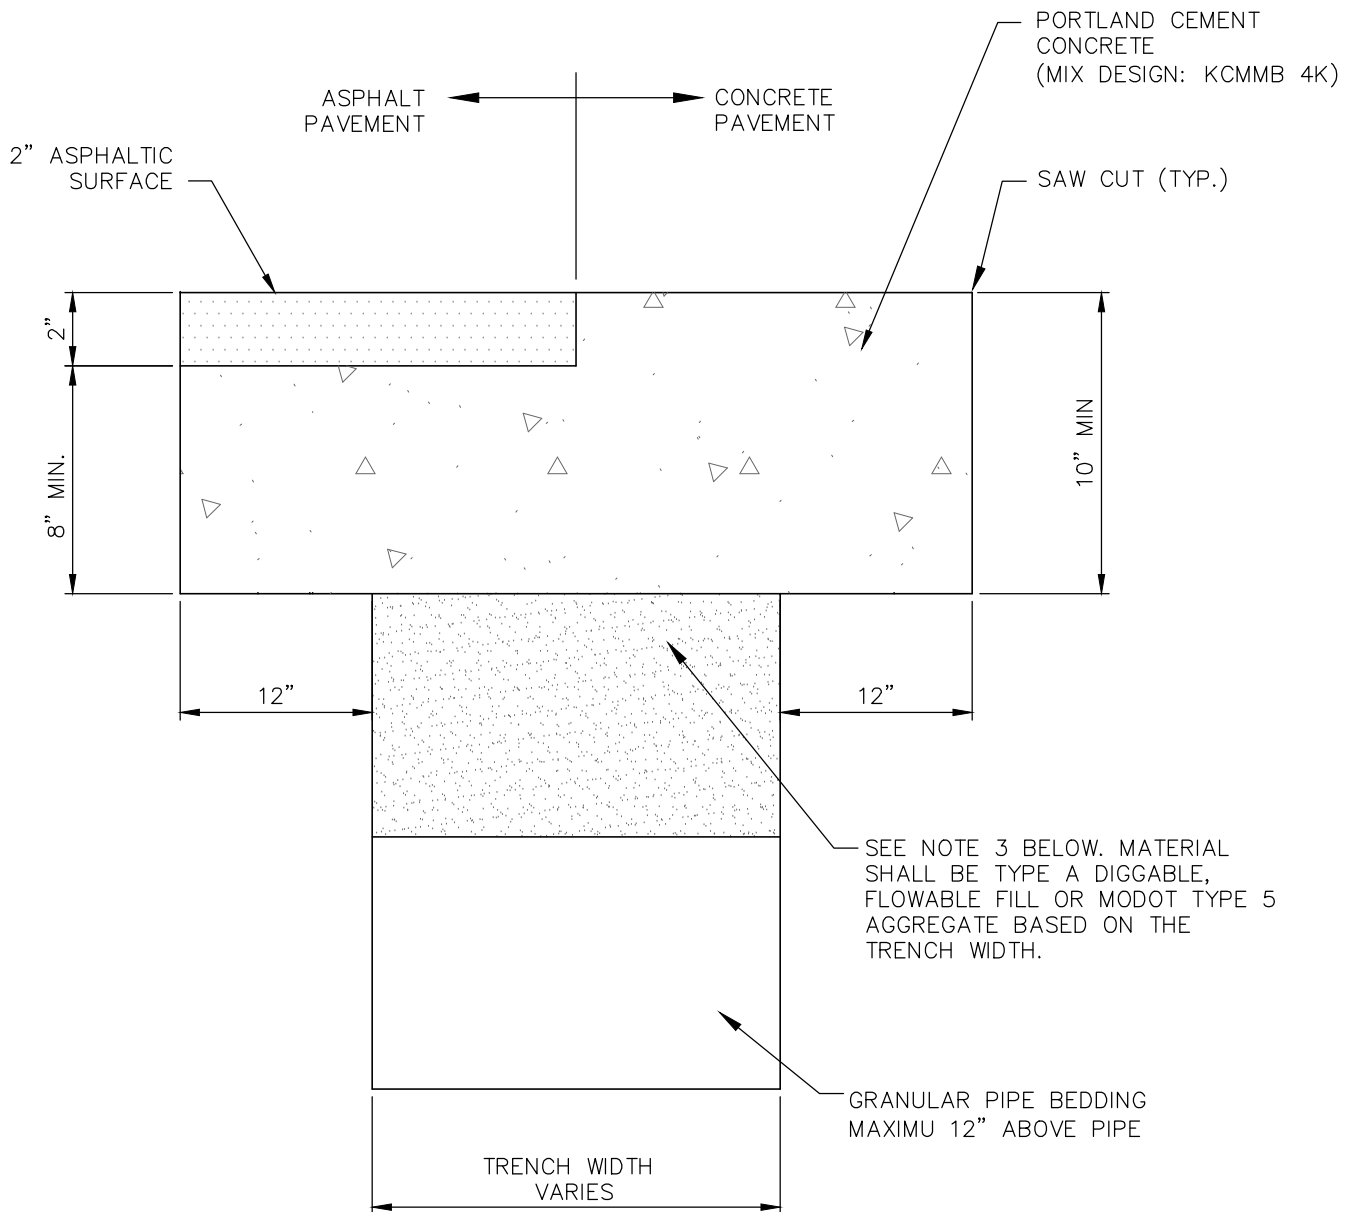 PORTLAND CEMENT
CONCRETE
(MIX DESIGN: KCMMB 4K)
ASPHALT
PAVEMENT
CONCRETE
PAVEMENT
2” ASPHALTIC
SURFACE
SAW CUT (TYP.)
2”
8” MIN.
10” MIN
12”
12”
SEE NOTE 3 BELOW. MATERIAL
SHALL BE TYPE A DIGGABLE,
FLOWABLE FILL OR MODOT TYPE 5
AGGREGATE BASED ON THE
TRENCH WIDTH.
GRANULAR PIPE BEDDING
MAXIMU 12” ABOVE PIPE
TRENCH WIDTH
VARIES